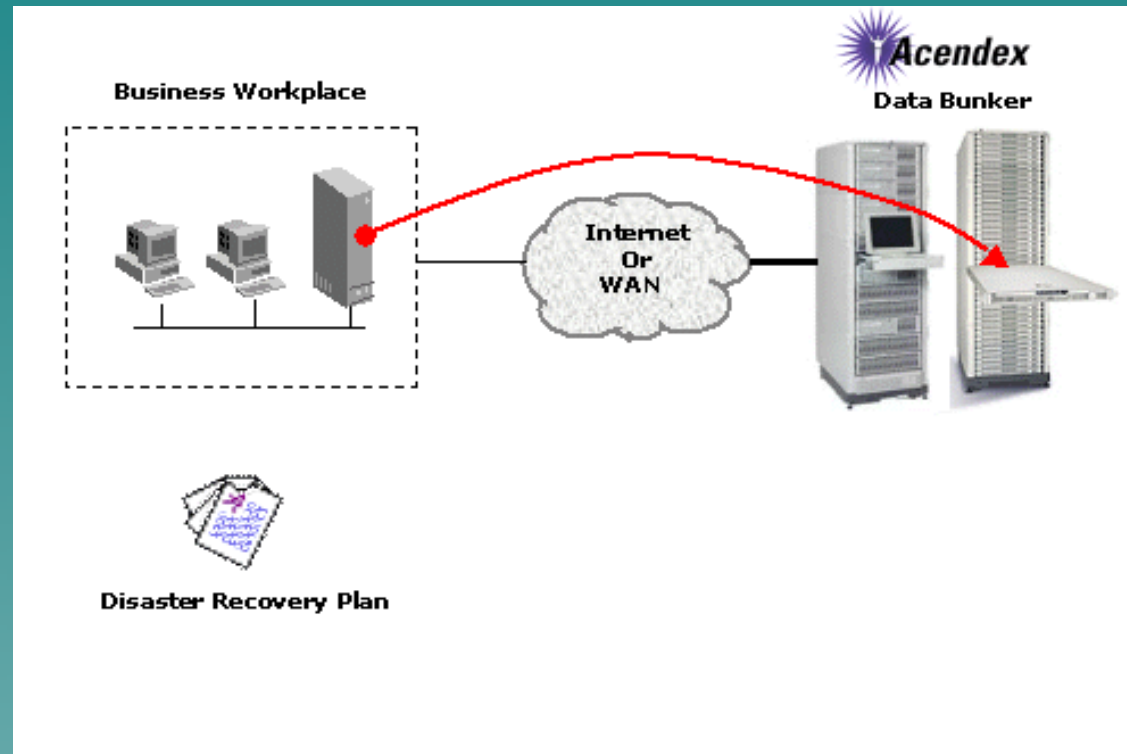 Acendex
Business Workplace
Data Bunker
Internet
Or
WAN
Disaster Recovery Plan